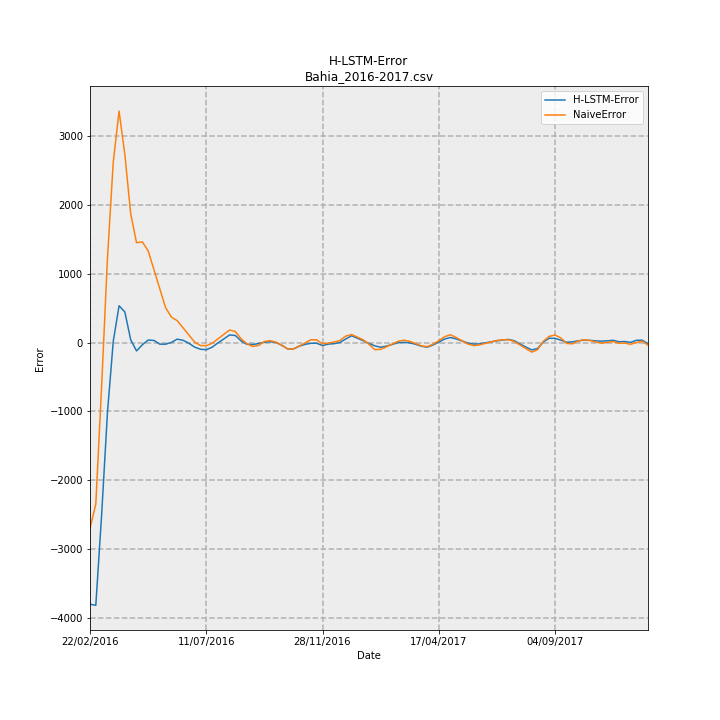 H-LSTM-Error
Bahia_2016-2017.csv
H-LSTM-Error
NaiveError
3000
2000
1000
0
−1000
−2000
−3000
−4000
Error
22/02/2016
11/07/2016
28/11/2016
17/04/2017
04/09/2017
Date